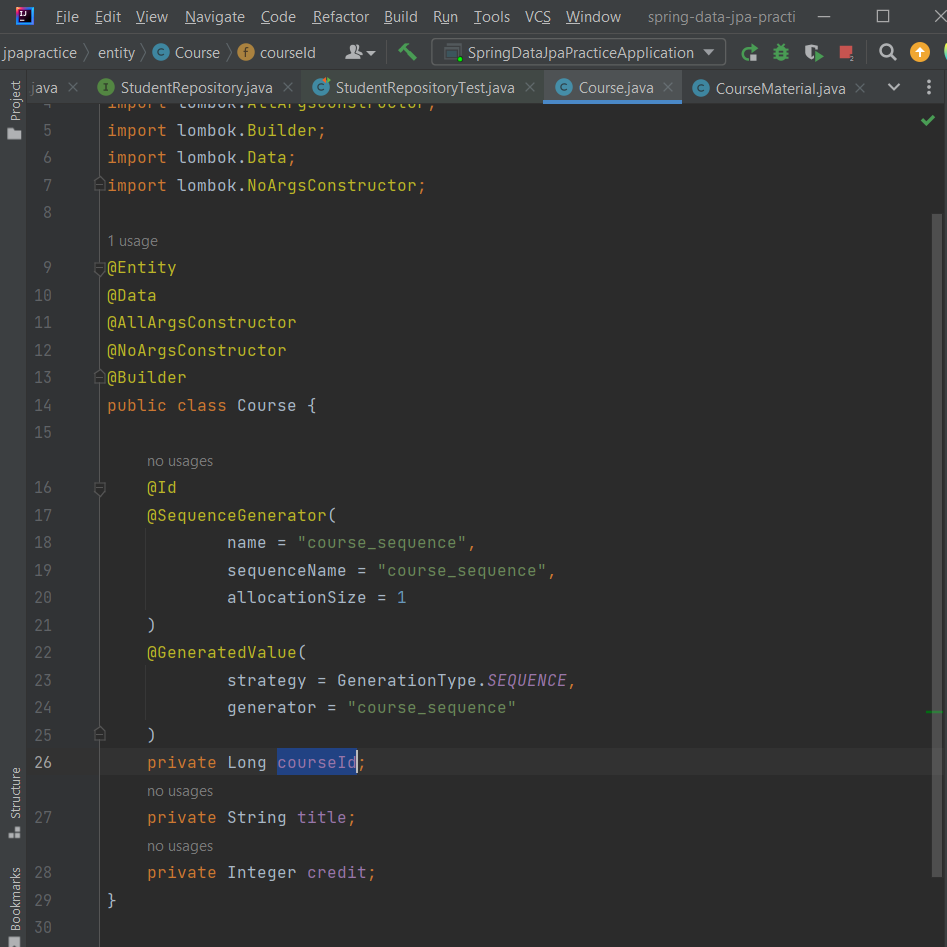 File Edit View Navigate Code Refactor Build Run Tools VCS Window spring-data-jpa-practi
jpapractice entity C Course f courseId SpringDataJpaPracticeApplication
java I StudentRepository.java C StudentRepositoryTest.java C Course.java C CourseMaterial.java
Project
4 import lombok.AllArgsConstructor;
5 import lombok.Builder;
6 import lombok.Data;
7 import lombok.NoArgsConstructor;
8
1 usage
9 @Entity
10 @Data
11 @AllArgsConstructor
12 @NoArgsConstructor
13 @Builder
14 public class Course {
15
no usages
16 @Id
17 @SequenceGenerator(
18 name = "course_sequence",
19 sequenceName = "course_sequence",
20 allocationSize = 1
21 )
22 @GeneratedValue(
23 strategy = GenerationType.SEQUENCE,
24 generator = "course_sequence"
25 )
26 private Long courseId;
no usages
27 private String title;
no usages
28 private Integer credit;
29 }
30
Structure
Bookmarks